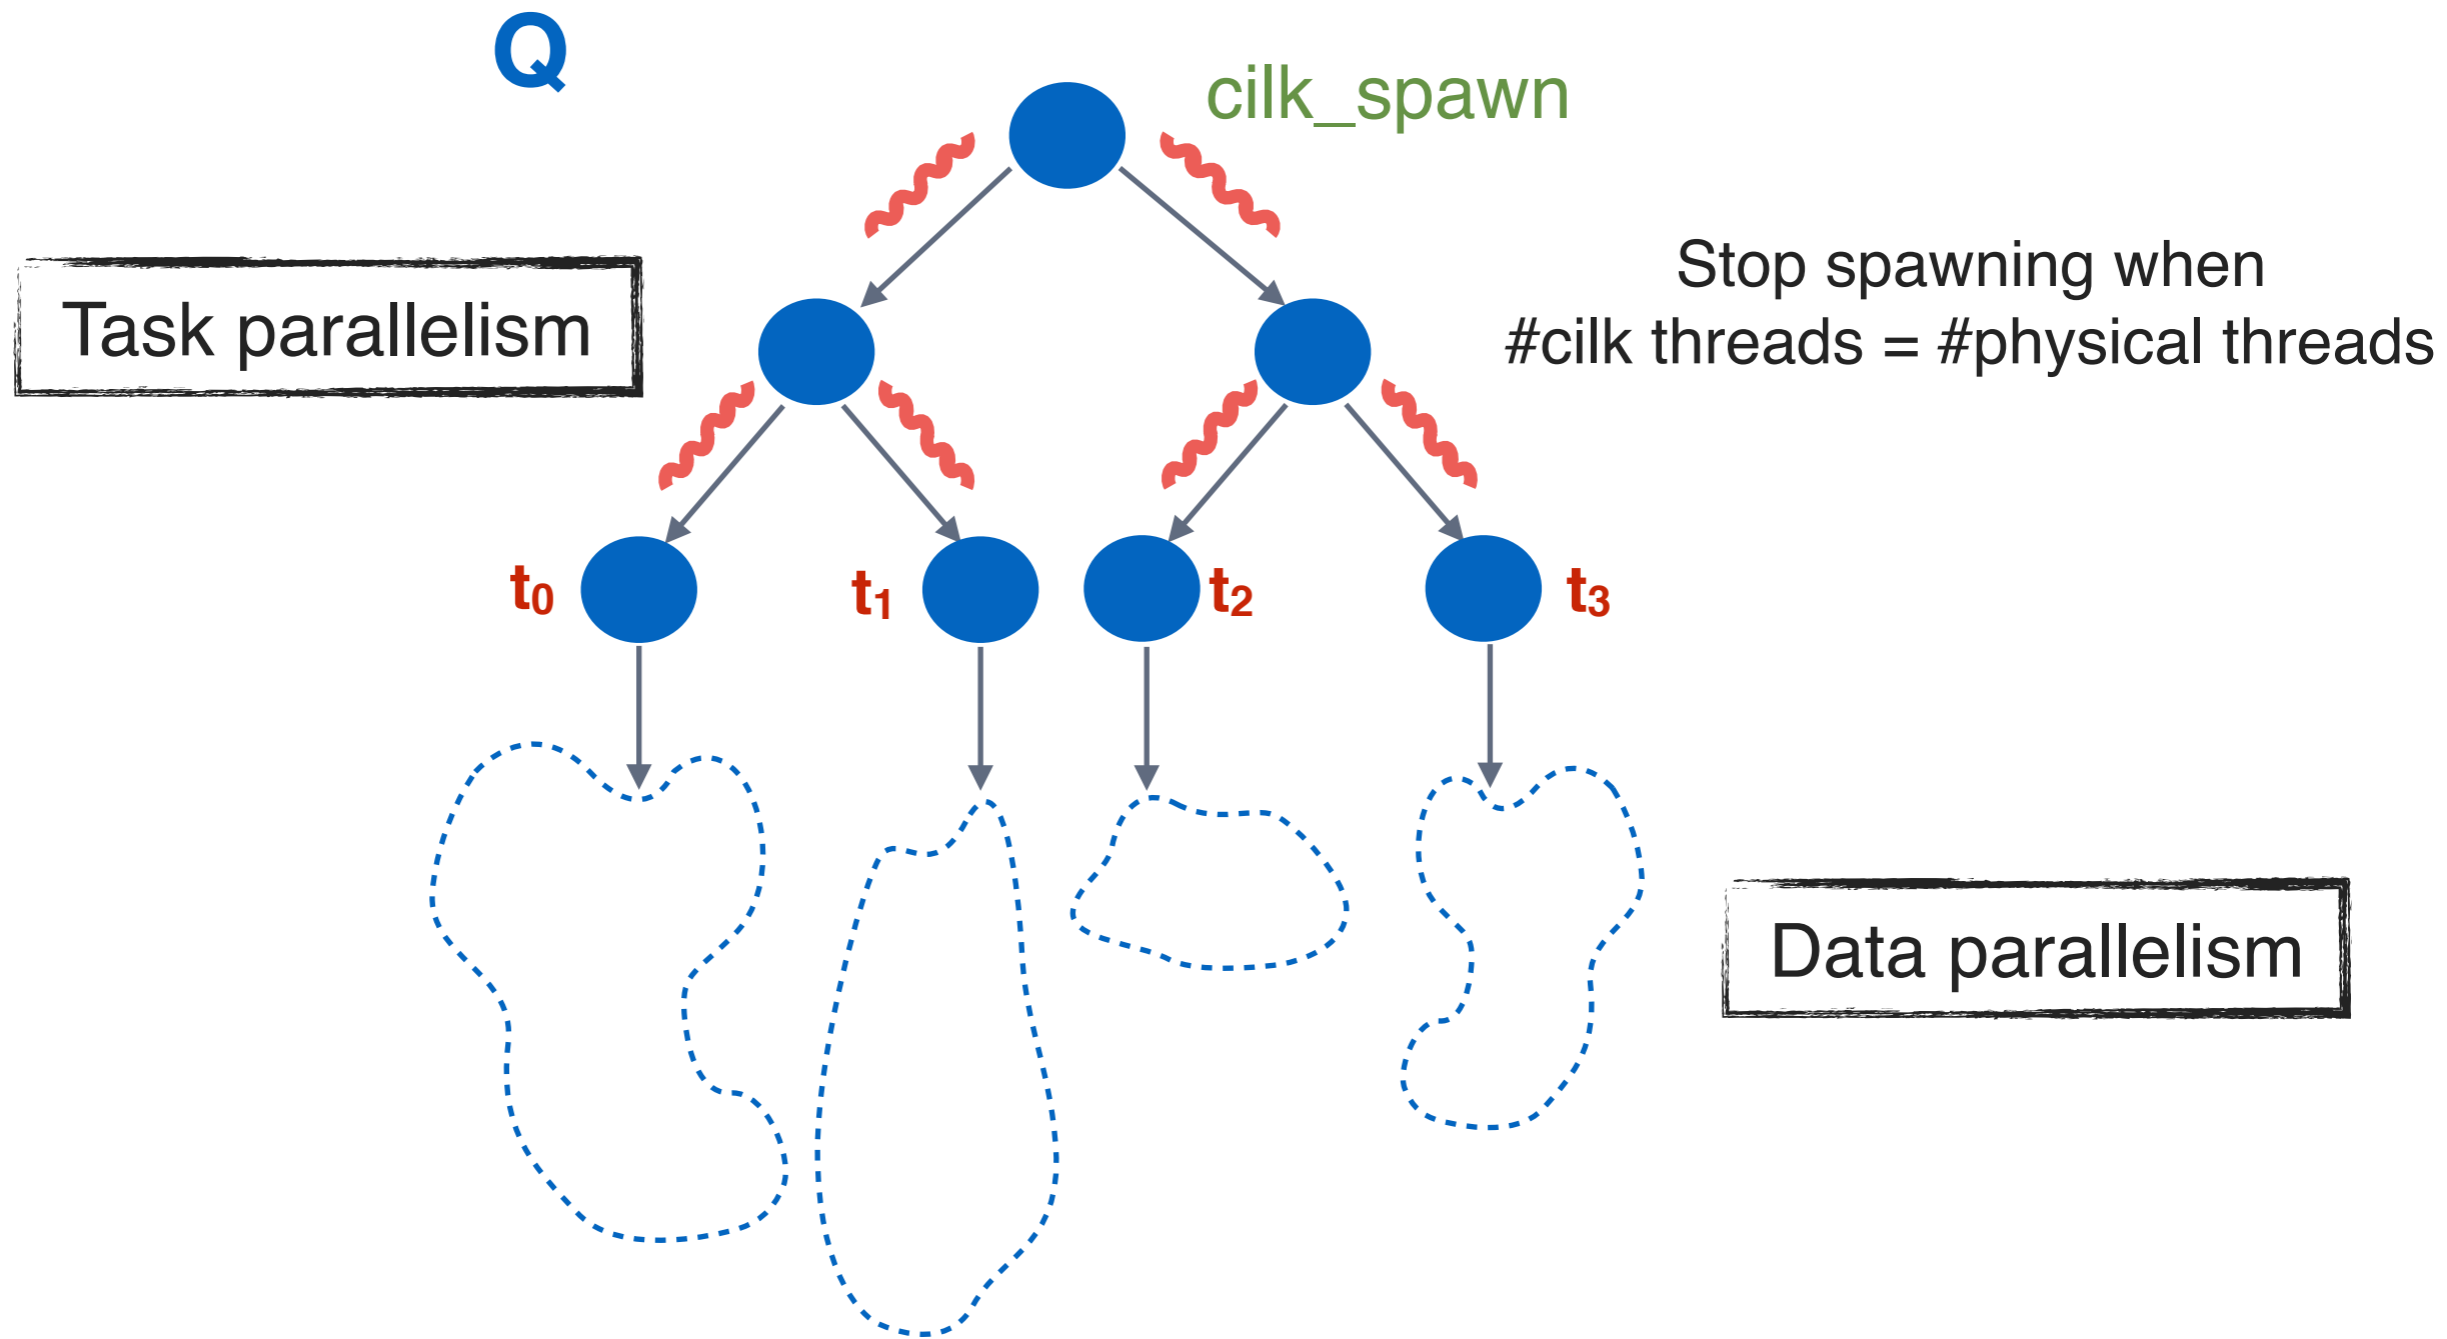 Q
cilk_spawn
Task parallelism
Stop spawning when
#cilk threads = #physical threads
t0
t1
t2
t3
Data parallelism